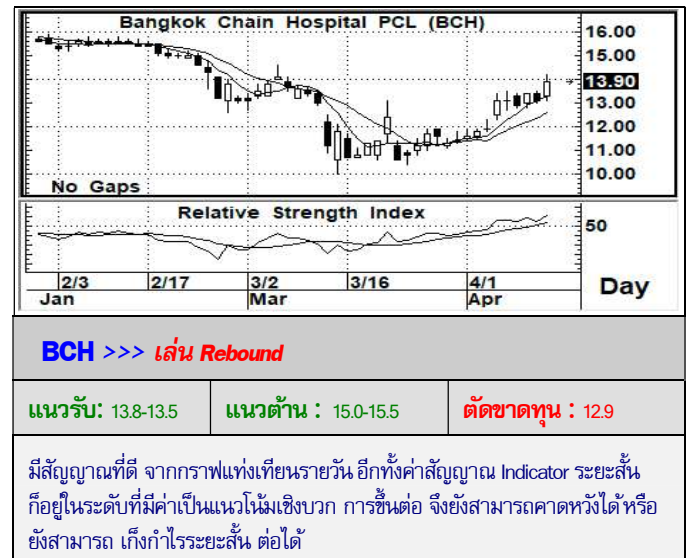 Bangkok Chain Hospital PCL (BCH)
16.00
15.00
13.90
13.00
12.00
11.00
10.00
No Gaps
Relative Strength Index
50
2/3 2/17 3/2 3/16 4/1
Jan Mar Apr
Day
BCH >>> เล่น Rebound
แนวรับ: 13.8-13.5 แนวต้าน : 15.0-15.5 ตัดขาดทุน : 12.9
มีสัญญาณที่ดี จากกราฟแท่งเทียนรายวัน อีกทั้งค่าสัญญาณ Indicator ระยะสั้น
ก็อยู่ในระดับที่มีค่าเป็นแนวโน้มเชิงบวก การขึ้นต่อ จึงยังสามารถคาดหวังได้ หรือ
ยังสามารถ เก็งกำไรระยะสั้น ต่อได้